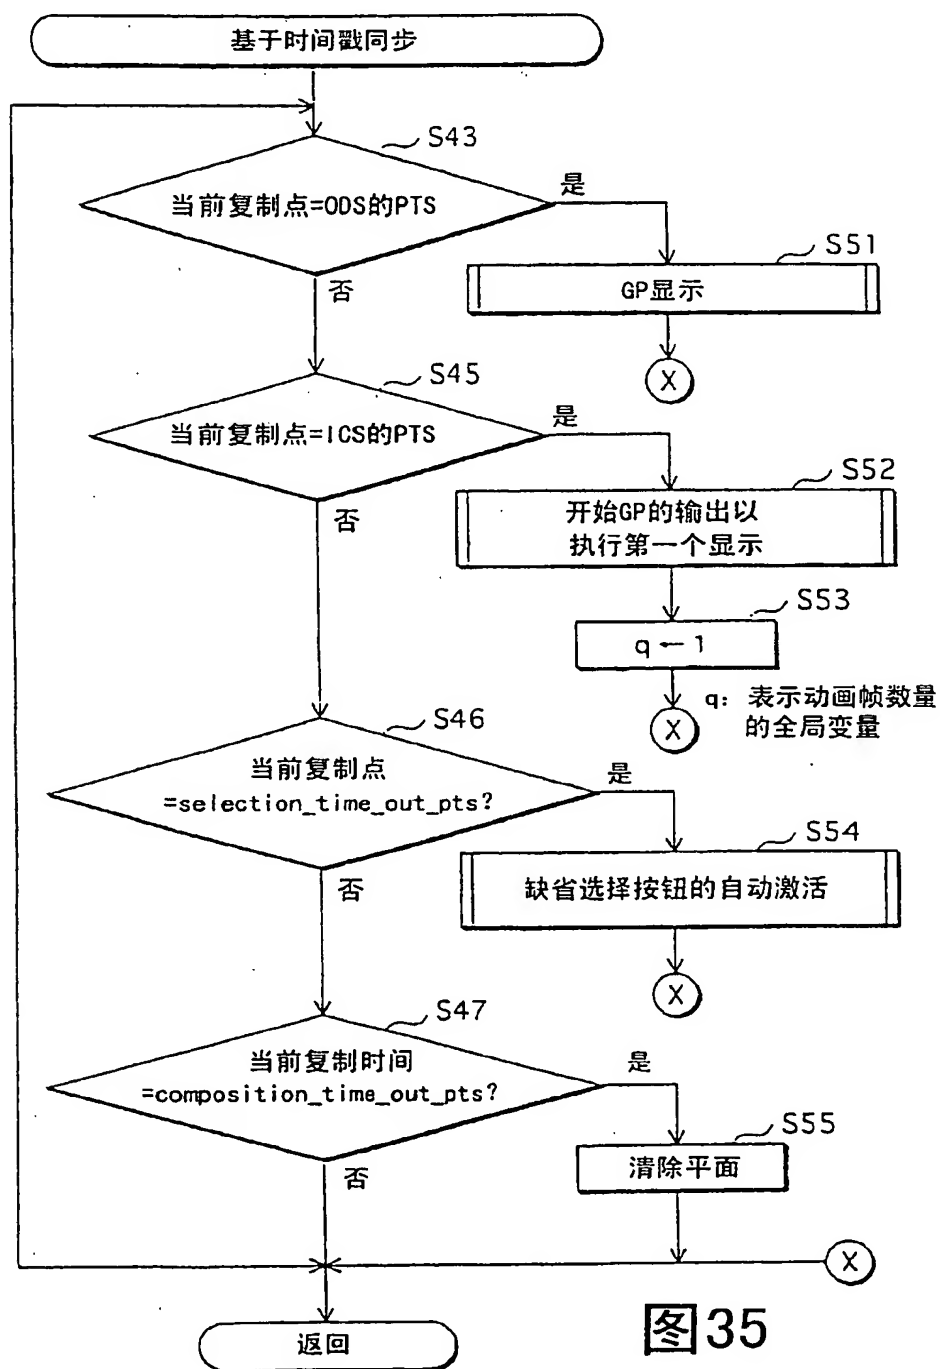 基于时间戳同步
S43
当前复制点=ODS的PTS
是
否
S51
GP显示
X
S45
当前复制点=ICS的PTS
是
否
S52
开始GP的输出以
执行第一个显示
S53
q←1
X
q: 表示动画帧数量
的全局变量
S46
当前复制点
=selection_time_out_pts?
是
否
S54
缺省选择按钮的自动激活
X
S47
当前复制时间
=composition_time_out_pts?
是
否
S55
清除平面
X
返回
图35